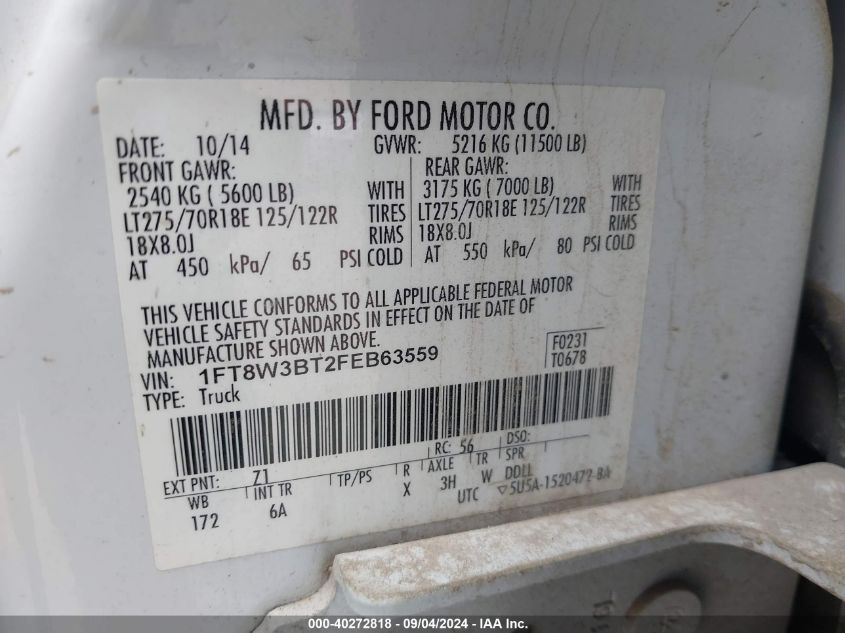 MFD. BY FORD MOTOR CO.
DATE: 10/14 GVWR: 5216 KG (11500 LB)
FRONT GAWR: REAR GAWR:
2540 KG ( 5600 LB) WITH 3175 KG ( 7000 LB) WITH
LT275/70R18E 125/122R TIRES LT275/70R18E 125/122R TIRES
18X8.0J RIMS 18X8.0J RIMS
AT 450 kPa/ 65 PSI COLD AT 550 kPa/ 80 PSI COLD
THIS VEHICLE CONFORMS TO ALL APPLICABLE FEDERAL MOTOR
VEHICLE SAFETY STANDARDS IN EFFECT ON THE DATE OF
MANUFACTURE SHOWN ABOVE.
VIN: 1FT8W3BT2FEB63559
F0231
T0678
TYPE: Truck
EXT PNT: Z1 RC: 56 DSO:
WB INT TR TP/PS R AXLE TR SPR
172 6A X 3H W DDLL
UTC ▽5U5A-1520472-BA
000-40272818 - 09/04/2024 - IAAI.com